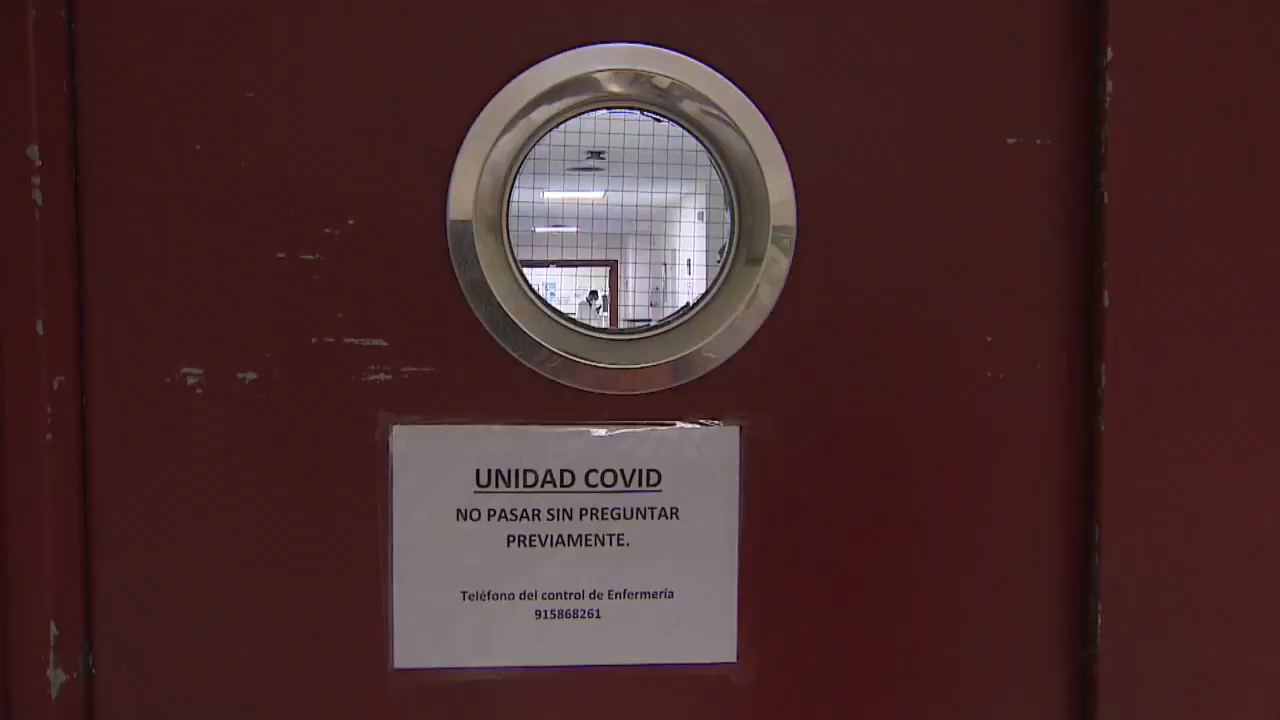 UNIDAD COVID
NO PASAR SIN PREGUNTAR
PREVIAMENTE.
Teléfono del control de Enfermería
915868261